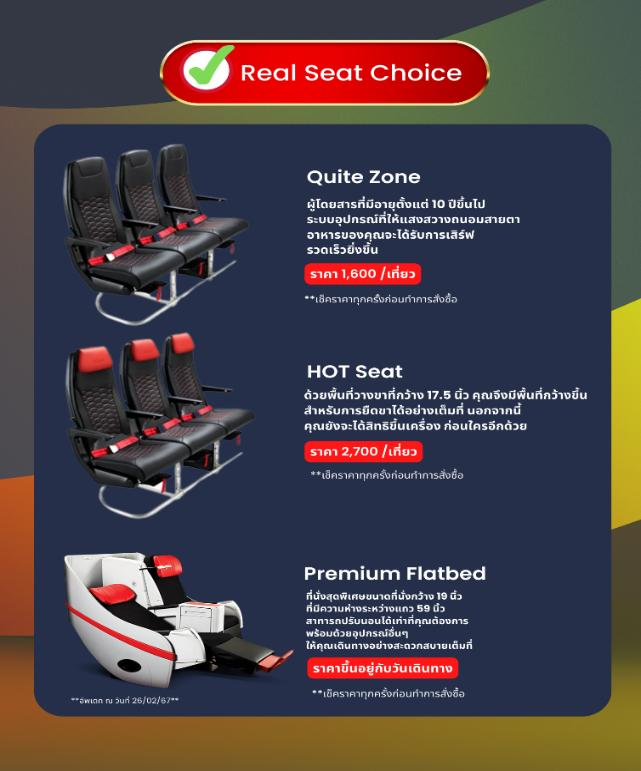 Real Seat Choice
Quite Zone
ผู้โดยสารที่มีอายุตั้งแต่ 10 ปีขึ้นไป
ระบบอุปกรณ์ที่ให้แสงสว่างถนอมสายตา
อาหารของคุณจะได้รับการเสิร์ฟ
รวดเร็วยิ่งขึ้น
ราคา 1,600 /เที่ยว
**เช็คราคาทุกครั้งก่อนทำการสั่งซื้อ
HOT Seat
ด้วยพื้นที่วางขาที่กว้าง 17.5 นิ้ว คุณจึงมีพื้นที่กว้างขึ้น
สำหรับการยืดขาได้อย่างเต็มที่ นอกจากนี้
คุณยังจะได้สิทธิขึ้นเครื่อง ก่อนใครอีกด้วย
ราคา 2,700 /เที่ยว
**เช็คราคาทุกครั้งก่อนทำการสั่งซื้อ
Premium Flatbed
ที่นั่งสุดพิเศษขนาดที่นั่งกว้าง 19 นิ้ว
ที่มีความห่างระหว่างแถว 59 นิ้ว
สามารถปรับนอนได้เท่าที่คุณต้องการ
พร้อมด้วยอุปกรณ์อื่นๆ
ให้คุณเดินทางอย่างสะดวกสบายเต็มที่
ราคาขึ้นอยู่กับวันเดินทาง
**เช็คราคาทุกครั้งก่อนทำการสั่งซื้อ
**อัพเดท ณ วันที่ 26/02/67**